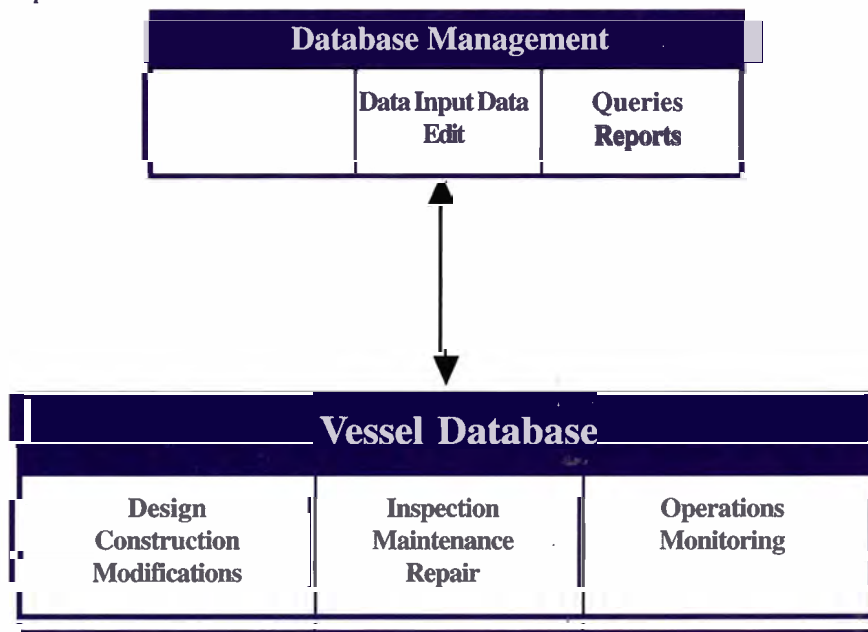 Database Management
Data Input Data
Edit
Queries
Reports
Vessel Database
Design
Construction
Modifications
Inspection
Maintenance
Repair
Operations
Monitoring